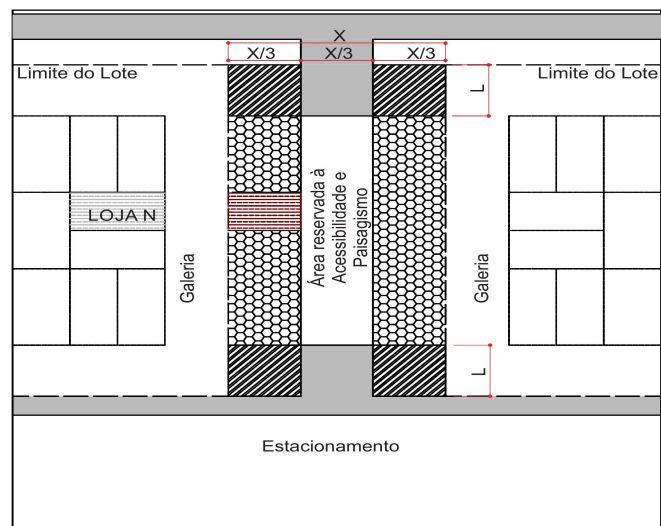 X
X/3
X/3
X/3
Limite do Lote
Limite do Lote
L
LOJA N
Galeria
Área reservada à
Acessibilidade e
Paisagismo
Galeria
L
Estacionamento